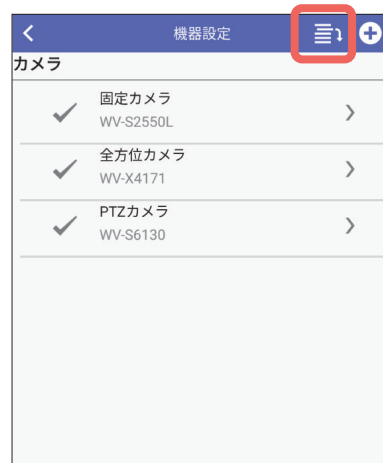 機器設定
カメラ
固定カメラ
WV-S2550L
全方位カメラ
WV-X4171
PTZカメラ
WV-S6130